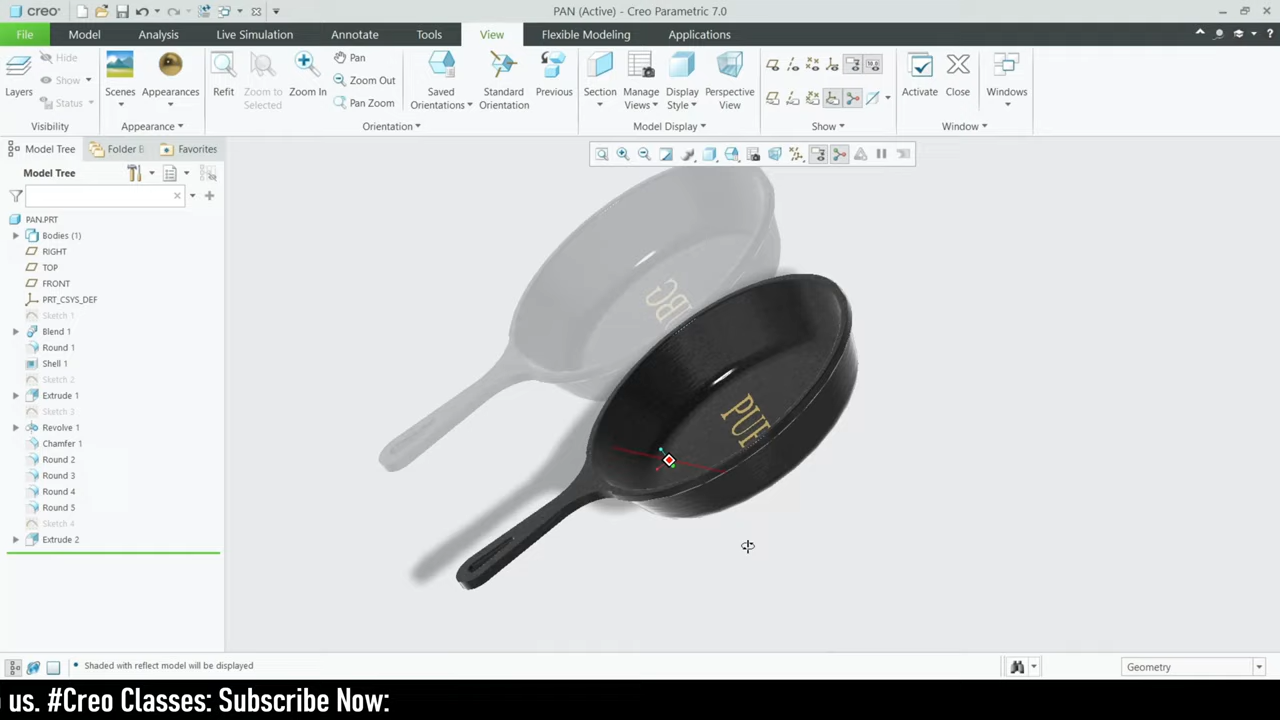 creo
PAN (Active) - Creo Parametric 7.0
File
Model
Analysis
Live Simulation
Annotate
Tools
View
Flexible Modeling
Applications
Layers
Hide
Show
Status
Visibility
Scenes
Appearances
Appearance
Refit
Zoom to Selected
Zoom In
Pan
Zoom Out
Pan Zoom
Saved Orientations
Standard Orientation
Previous
Orientation
Section
Manage Views
Display Style
Perspective View
Model Display
Show
Activate
Close
Windows
Window
Model Tree
Folder B
Favorites
Model Tree
PAN.PRT
Bodies (1)
RIGHT
TOP
FRONT
PRT_CSYS_DEF
Sketch 1
Blend 1
Round 1
Shell 1
Sketch 2
Extrude 1
Sketch 3
Revolve 1
Chamfer 1
Round 2
Round 3
Round 4
Round 5
Sketch 4
Extrude 2
Shaded with reflect model will be displayed
Geometry
us. #Creo Classes: Subscribe Now: